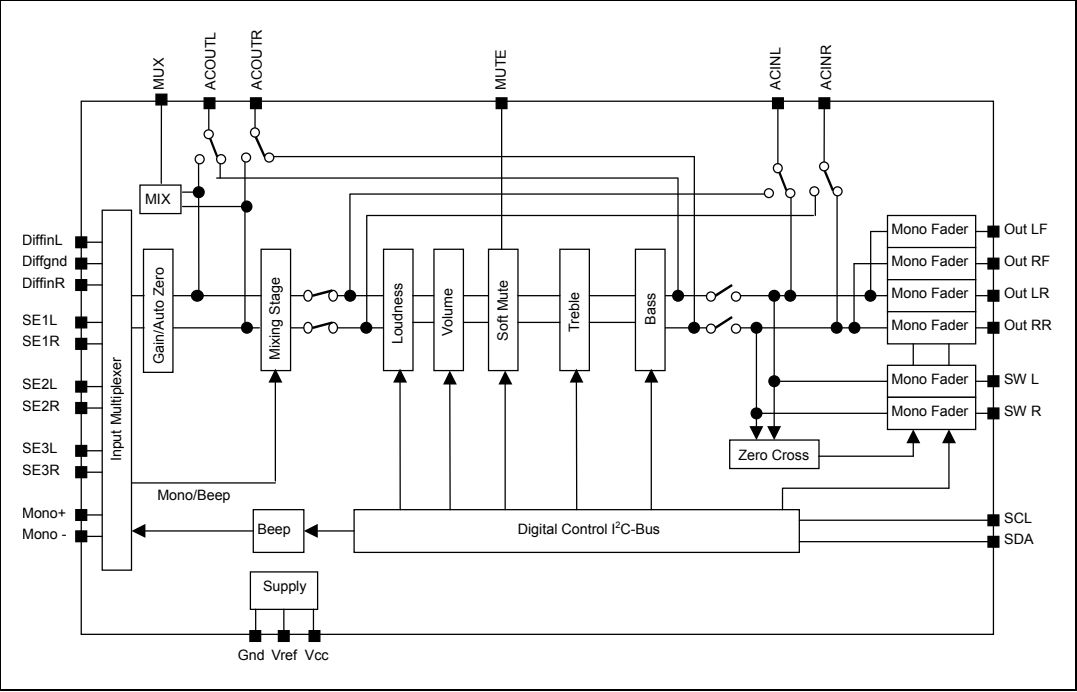 MUX
ACOUTL
ACOUTR
MUTE
ACINL
ACINR
MIX
DiffinL
Diffgnd
DiffinR
SE1L
SE1R
SE2L
SE2R
SE3L
SE3R
Mono+
Mono -
Input Multiplexer
Gain/Auto Zero
Mixing Stage
Loudness
Volume
Soft Mute
Treble
Bass
Mono Fader
Out LF
Mono Fader
Out RF
Mono Fader
Out LR
Mono Fader
Out RR
Mono Fader
SW L
Mono Fader
SW R
Zero Cross
Mono/Beep
Beep
Digital Control I²C-Bus
SCL
SDA
Supply
Gnd
Vref
Vcc